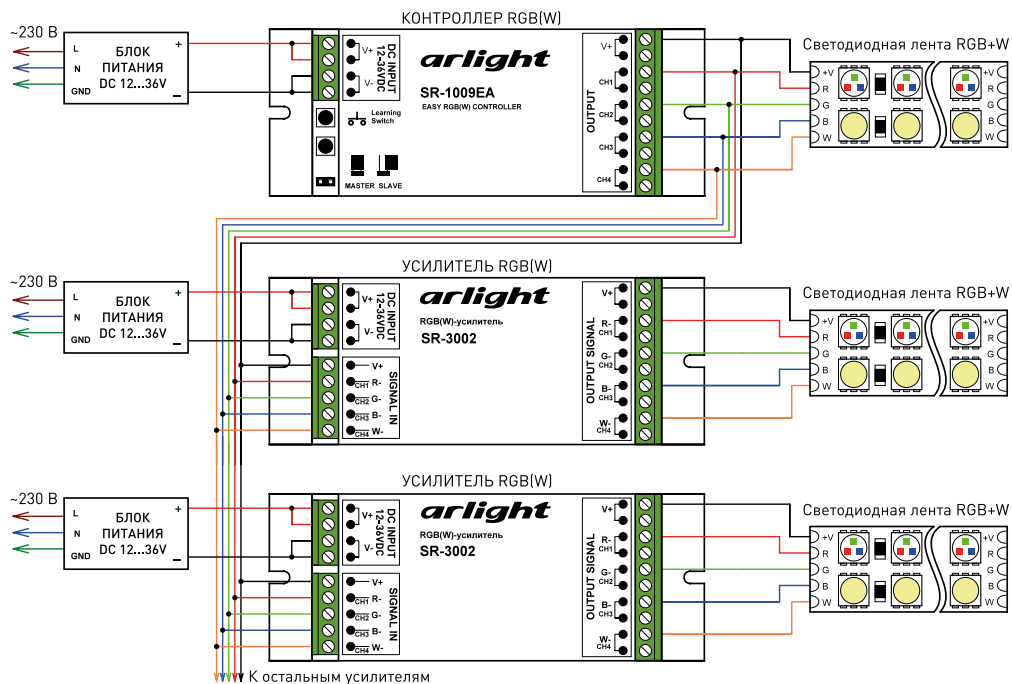 КОНТРОЛЛЕР RGB(W)
~230 В
L
N
GND
БЛОК
ПИТАНИЯ
DC 12...36V
+
–
V+
V-
DC INPUT
12-36VDC
arlight
SR-1009EA
EASY RGB(W) CONTROLLER
Learning
Switch
MASTER SLAVE
OUTPUT
V+
CH1
CH2
CH3
CH4
Светодиодная лента RGB+W
+V
R
G
B
W
V
R
G
B
W
УСИЛИТЕЛЬ RGB(W)
~230 В
L
N
GND
БЛОК
ПИТАНИЯ
DC 12...36V
+
–
V+
V-
DC INPUT
12-36VDC
V+
CH1 R-
CH2 G-
CH3 B-
CH4 W-
SIGNAL IN
arlight
RGB(W)-усилитель
SR-3002
OUTPUT SIGNAL
V+
R-
CH1
G-
CH2
B-
CH3
W-
CH4
Светодиодная лента RGB+W
+V
R
G
B
W
V
R
G
B
W
УСИЛИТЕЛЬ RGB(W)
~230 В
L
N
GND
БЛОК
ПИТАНИЯ
DC 12...36V
+
–
V+
V-
DC INPUT
12-36VDC
V+
CH1 R-
CH2 G-
CH3 B-
CH4 W-
SIGNAL IN
arlight
RGB(W)-усилитель
SR-3002
OUTPUT SIGNAL
V+
R-
CH1
G-
CH2
B-
CH3
W-
CH4
Светодиодная лента RGB+W
+V
R
G
B
W
V
R
G
B
W
К остальным усилителям